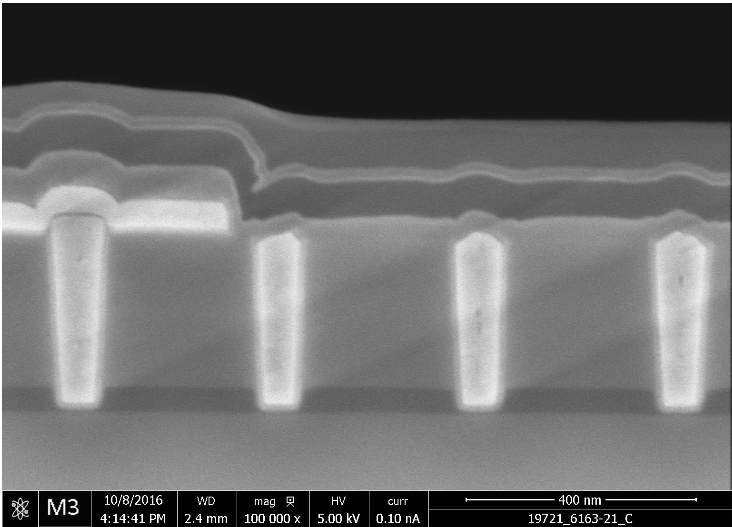 M3
10/8/2016
4:14:41 PM
WD
2.4 mm
mag
100 000 x
HV
5.00 kV
curr
0.10 nA
400 nm
19721_6163-21_C